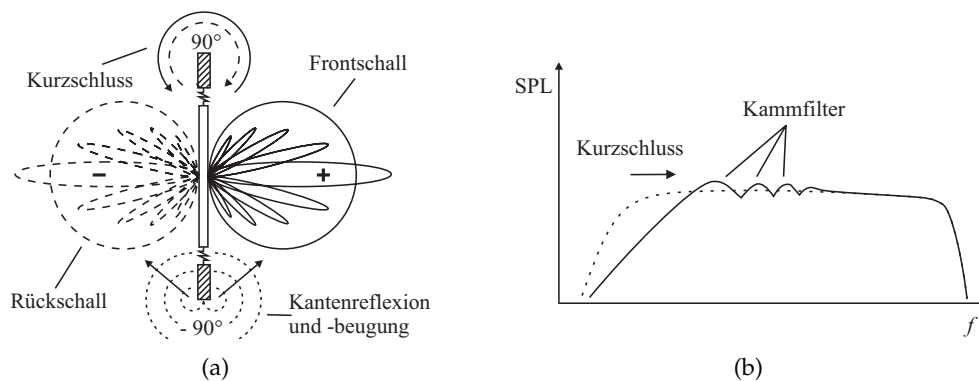 90°
Kurzschluss
Frontschall
-
+
Rückschall
- 90°
Kantenreflexion
und -beugung
(a)
SPL
Kammfilter
Kurzschluss
f
(b)